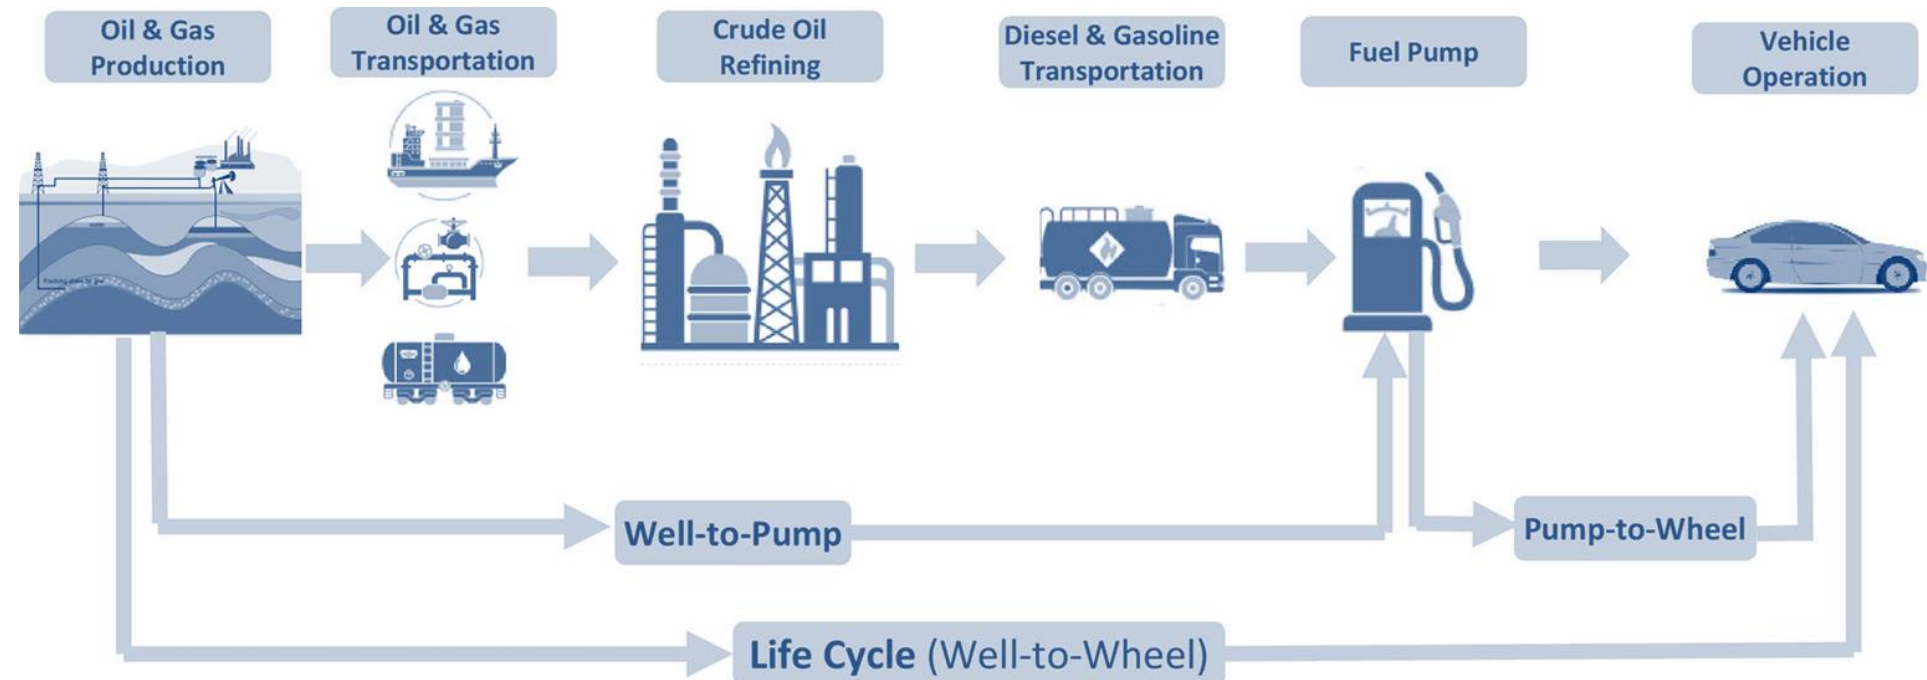 Oil & Gas
Production
Oil & Gas
Transportation
Crude Oil
Refining
Diesel & Gasoline
Transportation
Fuel Pump
Vehicle
Operation
water
Well-to-Pump
Pump-to-Wheel
Life Cycle (Well-to-Wheel)